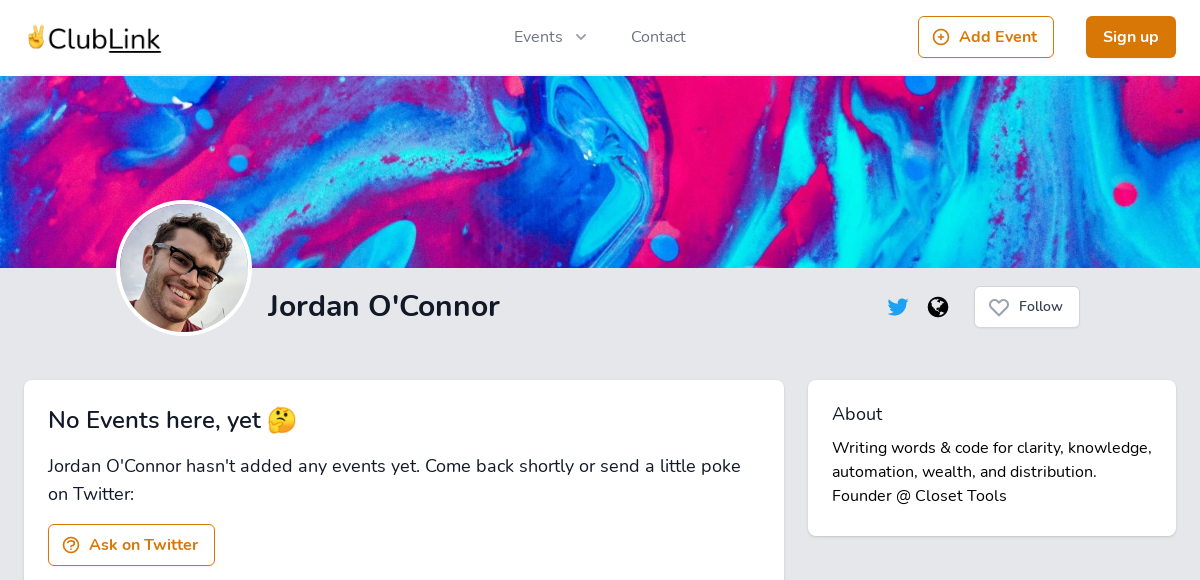 ✌️ClubLink
Events
Contact
Add Event
Sign up
Jordan O'Connor
Follow
No Events here, yet 🤔
Jordan O'Connor hasn't added any events yet. Come back shortly or send a little poke
on Twitter:
Ask on Twitter
About
Writing words & code for clarity, knowledge,
automation, wealth, and distribution.
Founder @ Closet Tools